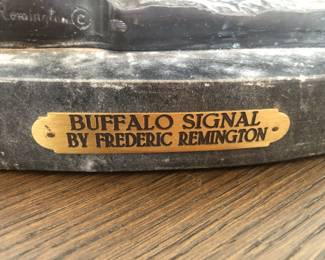 Remington ©
BUFFALO SIGNAL
BY FREDERIC REMINGTON